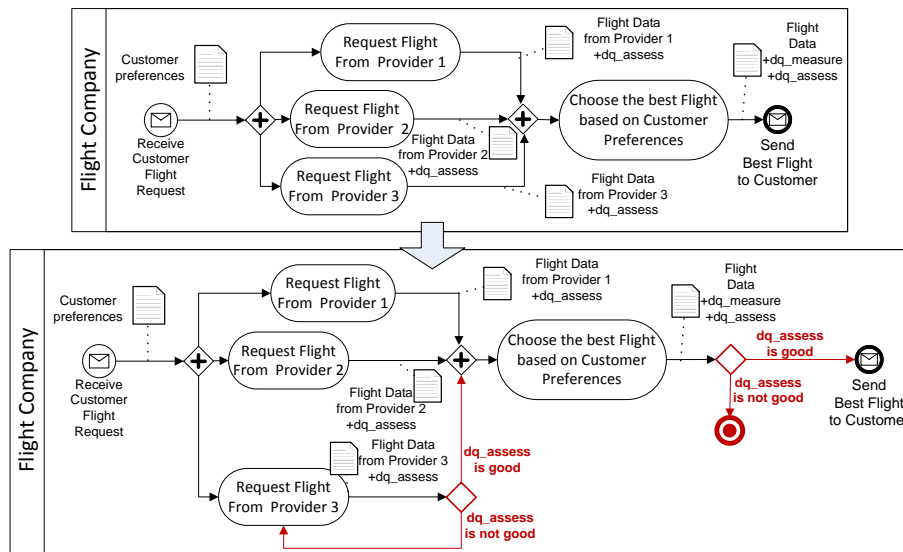 Flight Company
Customer
preferences
Receive
Customer
Flight
Request
Request Flight
From Provider 1
Request Flight
From Provider 2
Request Flight
From Provider 3
Flight Data
from Provider 1
+dq_assess
Flight Data
from Provider 2
+dq_assess
Flight Data
from Provider 3
+dq_assess
Choose the best Flight
based on Customer
Preferences
Flight
Data
+dq_measure
+dq_assess
Send
Best Flight
to Customer
Flight Company
Customer
preferences
Receive
Customer
Flight
Request
Request Flight
From Provider 1
Request Flight
From Provider 2
Request Flight
From Provider 3
Flight Data
from Provider 1
+dq_assess
Flight Data
from Provider 2
+dq_assess
Flight Data
from Provider 3
+dq_assess
dq_assess
is good
dq_assess
is not good
Choose the best Flight
based on Customer
Preferences
Flight
Data
+dq_measure
+dq_assess
dq_assess
is good
dq_assess
is not good
Send
Best Flight
to Customer